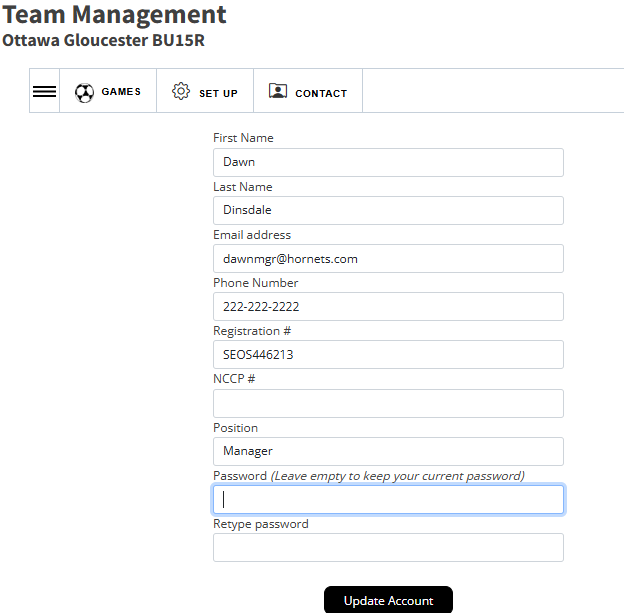 Team Management
Ottawa Gloucester BU15R
GAMES SET UP CONTACT
First Name
Dawn
Last Name
Dinsdale
Email address
dawnmgr@hornets.com
Phone Number
222-222-2222
Registration #
SEOS446213
NCCP #
Position
Manager
Password (Leave empty to keep your current password)
Retype password
Update Account